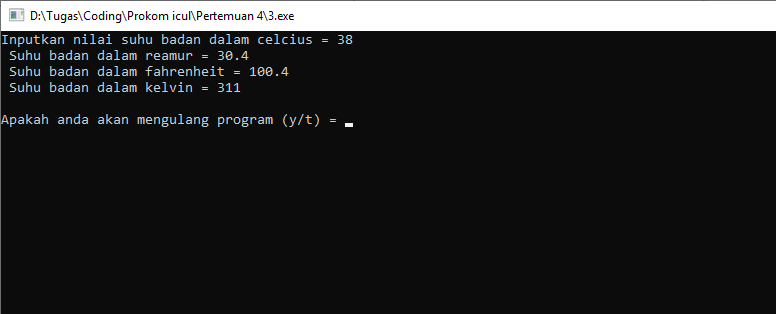 D:\Tugas\Coding\Prokom icul\Pertemuan 4\3.exe
Inputkan nilai suhu badan dalam celcius = 38
Suhu badan dalam reamur = 30.4
Suhu badan dalam fahrenheit = 100.4
Suhu badan dalam kelvin = 311
Apakah anda akan mengulang program (y/t) =